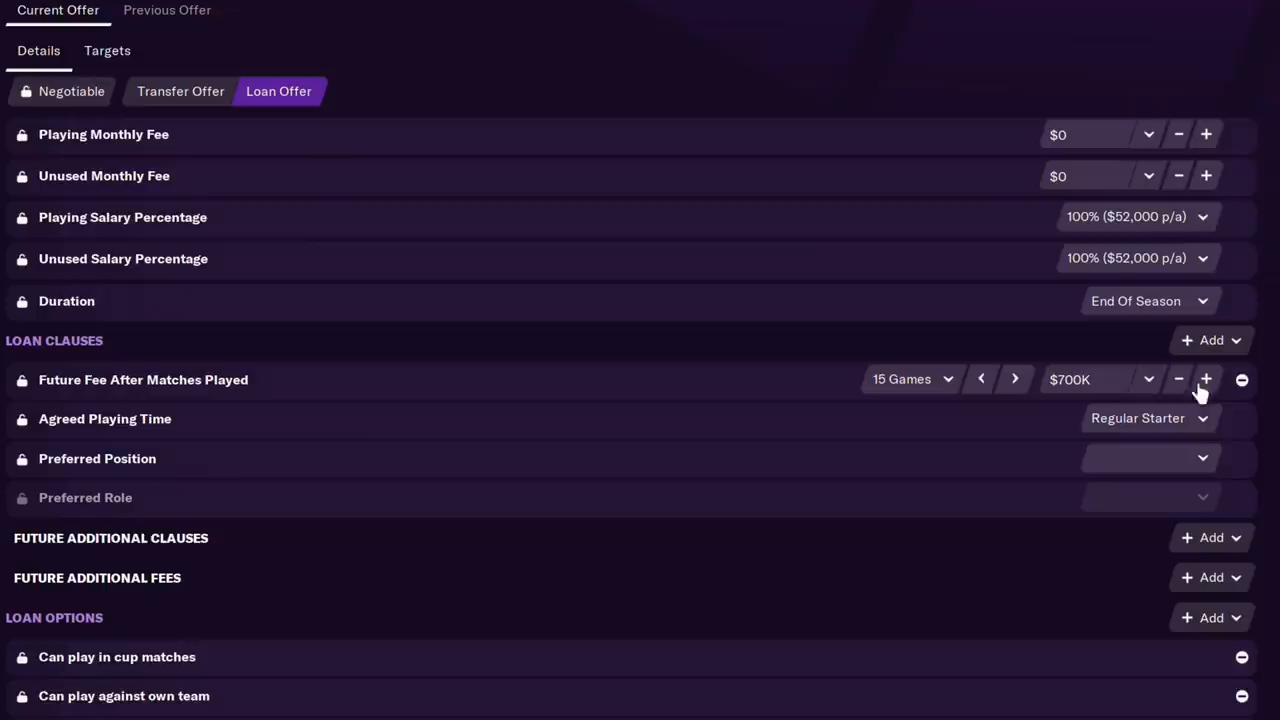 Current Offer Previous Offer
Details Targets
Negotiable Transfer Offer Loan Offer
Playing Monthly Fee $0
Unused Monthly Fee $0
Playing Salary Percentage 100% ($52,000 p/a)
Unused Salary Percentage 100% ($52,000 p/a)
Duration End Of Season
LOAN CLAUSES + Add
Future Fee After Matches Played 15 Games $700K
Agreed Playing Time Regular Starter
Preferred Position
Preferred Role
FUTURE ADDITIONAL CLAUSES + Add
FUTURE ADDITIONAL FEES + Add
LOAN OPTIONS + Add
Can play in cup matches
Can play against own team